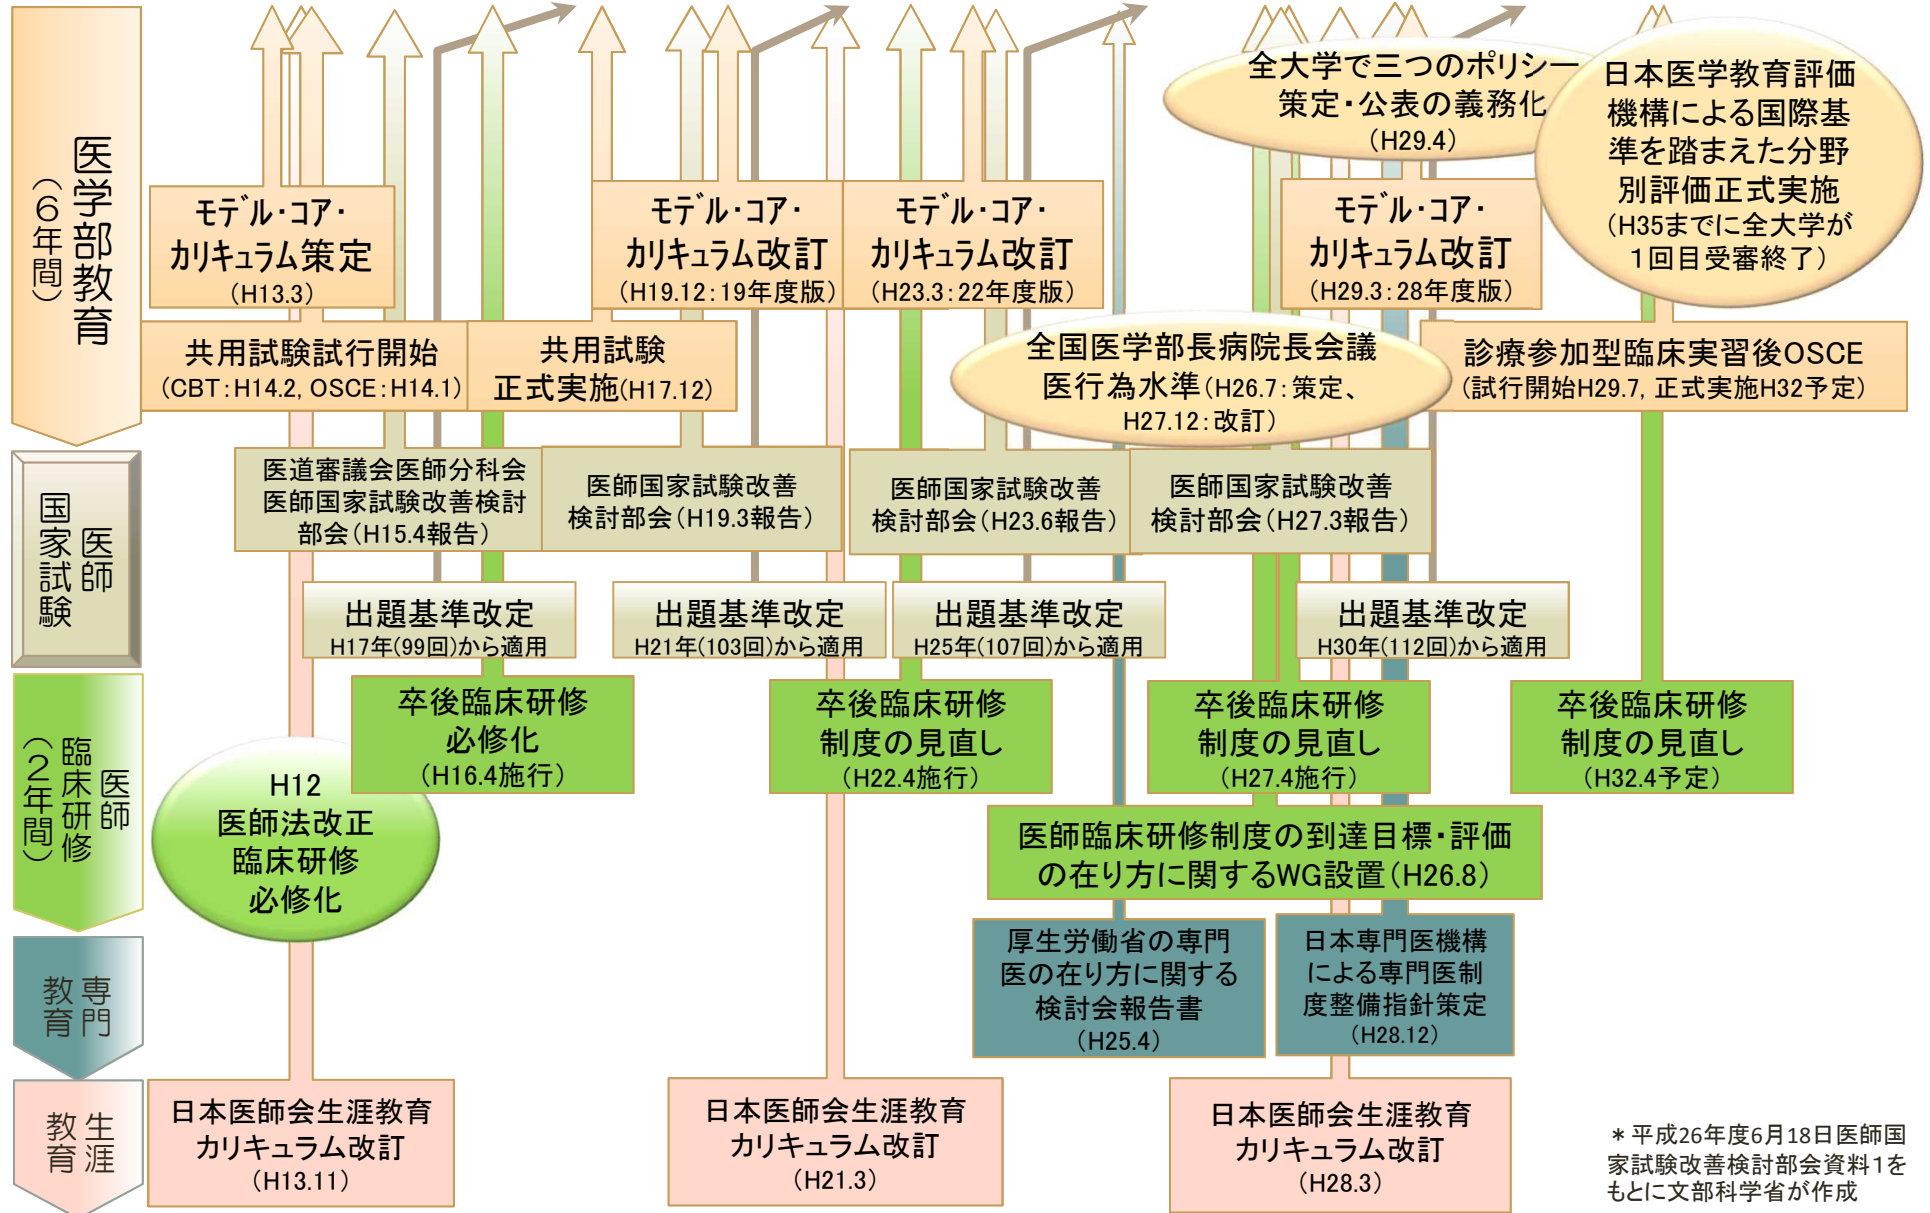 医学部教育
（６年間）
モデル・コア・
カリキュラム策定
（H13.3）
モデル・コア・
カリキュラム改訂
（H19.12：19年度版）
モデル・コア・
カリキュラム改訂
（H23.3：22年度版）
全大学で三つのポリシー
策定・公表の義務化
（H29.4）
モデル・コア・
カリキュラム改訂
（H29.3：28年度版）
日本医学教育評価
機構による国際基
準を踏まえた分野
別評価正式実施
（H35までに全大学が
１回目受審終了）
共用試験試行開始
（CBT：H14.2, OSCE：H14.1）
共用試験
正式実施(H17.12)
全国医学部長病院長会議
医行為水準（H26.7：策定、
H27.12：改訂）
診療参加型臨床実習後OSCE
（試行開始H29.7, 正式実施H32予定）
医師
国家試験
医道審議会医師分科会
医師国家試験改善検討
部会（H15.4報告）
医師国家試験改善
検討部会（H19.3報告）
医師国家試験改善
検討部会（H23.6報告）
医師国家試験改善
検討部会（H27.3報告）
出題基準改定
H17年(99回)から適用
出題基準改定
H21年(103回)から適用
出題基準改定
H25年(107回)から適用
出題基準改定
H30年(112回)から適用
医師
臨床研修
（２年間）
H12
医師法改正
臨床研修
必修化
卒後臨床研修
必修化
（H16.4施行）
卒後臨床研修
制度の見直し
（H22.4施行）
卒後臨床研修
制度の見直し
（H27.4施行）
卒後臨床研修
制度の見直し
（H32.4予定）
医師臨床研修制度の到達目標・評価
の在り方に関するWG設置（H26.8）
専門
教育
厚生労働省の専門
医の在り方に関する
検討会報告書
（H25.4）
日本専門医機構
による専門医制
度整備指針策定
（H28.12）
生涯
教育
日本医師会生涯教育
カリキュラム改訂
（H13.11）
日本医師会生涯教育
カリキュラム改訂
（H21.3）
日本医師会生涯教育
カリキュラム改訂
（H28.3）
＊平成26年度6月18日医師国
家試験改善検討部会資料1を
もとに文部科学省が作成